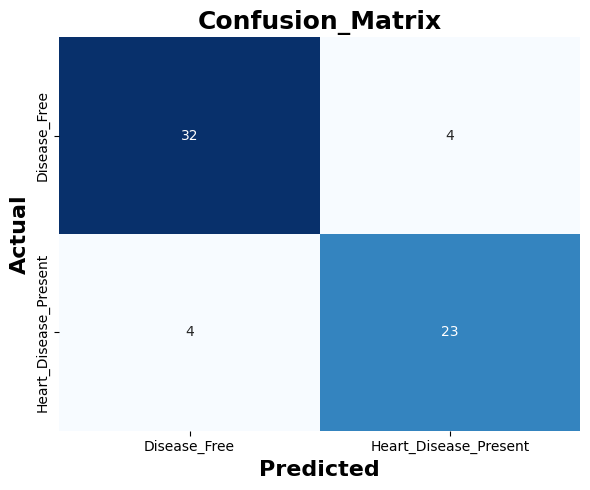 Confusion_Matrix
Actual
Disease_Free
32
4
Heart_Disease_Present
4
23
Disease_Free
Heart_Disease_Present
Predicted